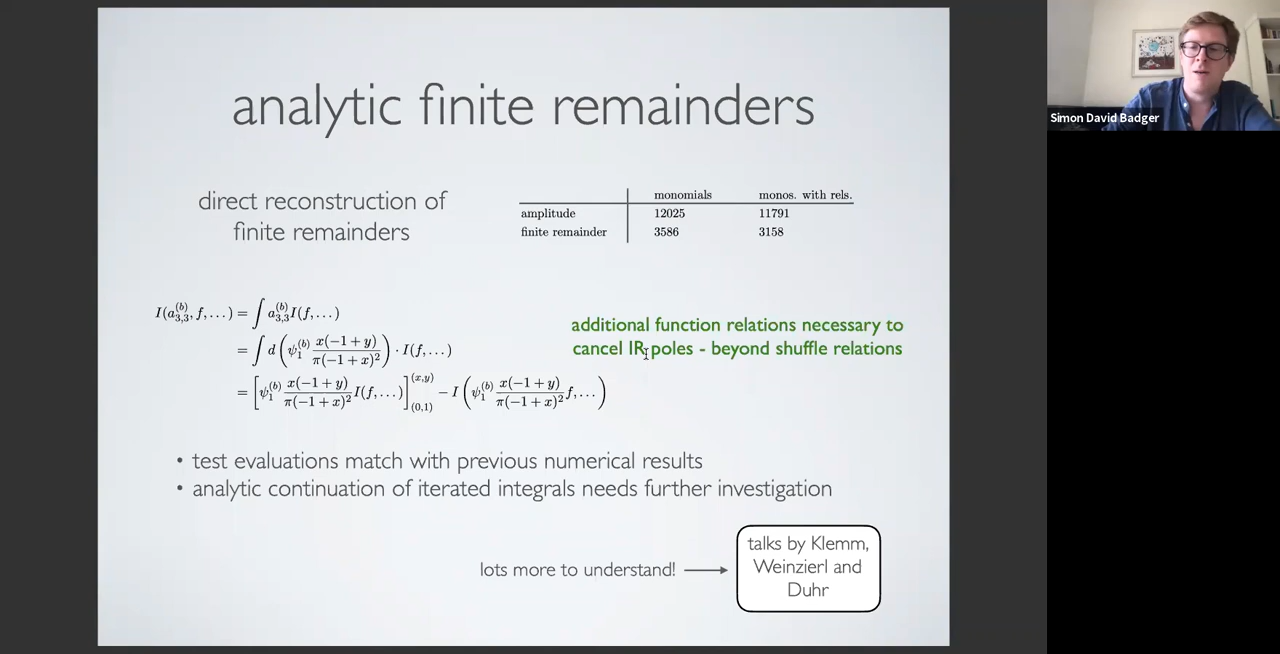 analytic finite remainders
direct reconstruction of
finite remainders
monomials monos. with rels.
amplitude 12025 11791
finite remainder 3586 3158
I(a_{3,3}^{(b)}, f, …) = ∫ a_{3,3}^{(b)} I(f, …)
= ∫ d (ψ_1^{(b)} x(−1 + y) / π(−1 + x)^2) · I(f, …)
= [ψ_1^{(b)} x(−1 + y) / π(−1 + x)^2 I(f, …)]_{(0,1)}^{(x,y)} − I (ψ_1^{(b)} x(−1 + y) / π(−1 + x)^2 f, …)
additional function relations necessary to
cancel IR poles - beyond shuffle relations
• test evaluations match with previous numerical results
• analytic continuation of iterated integrals needs further investigation
lots more to understand!
talks by Klemm,
Weinzierl and
Duhr
Simon David Badger